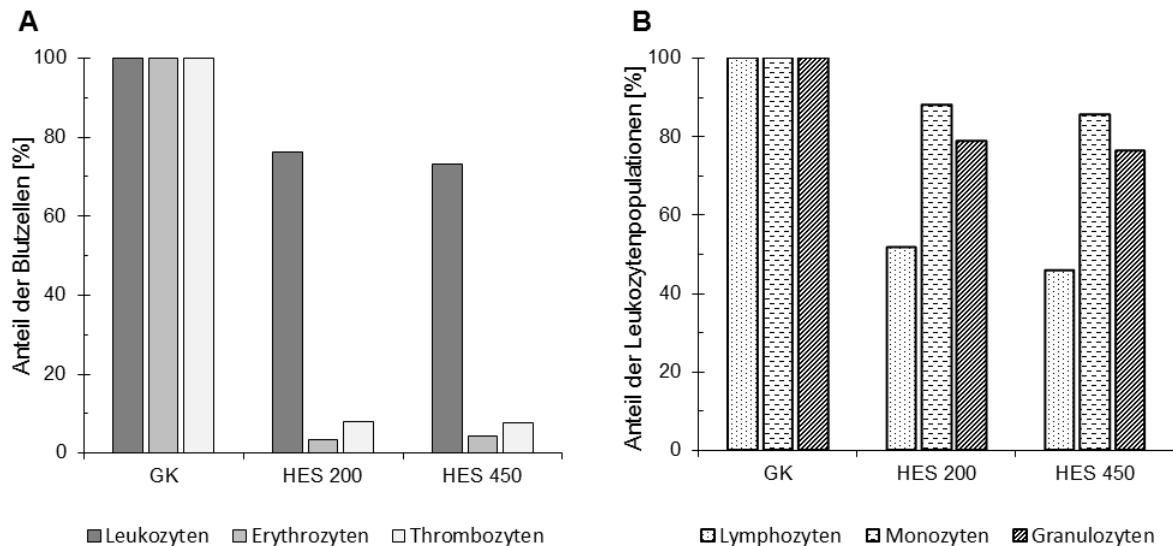 A
Anteil der Blutzellen [%]
100
80
60
40
20
0
GK HES 200 HES 450
Leukozyten Erythrozyten Thrombozyten
B
Anteil der Leukozytenpopulationen [%]
100
80
60
40
20
0
GK HES 200 HES 450
Lymphozyten Monozyten Granulozyten